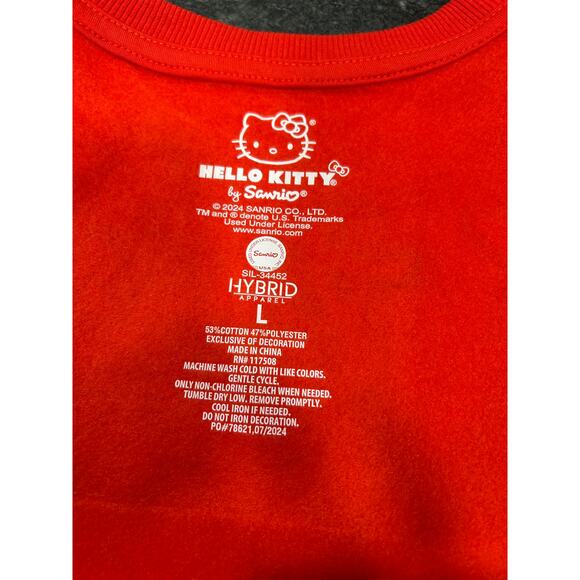 HELLO KITTY®
by Sanrio®
© 2024 SANRIO CO., LTD.
TM and ® denote U.S. Trademarks
Used Under License.
www.sanrio.com
Sanrio
USA
SIL-34452
HYBRID
APPAREL
L
53%COTTON 47%POLYESTER
EXCLUSIVE OF DECORATION
MADE IN CHINA
RN# 117508
MACHINE WASH COLD WITH LIKE COLORS.
GENTLE CYCLE.
ONLY NON-CHLORINE BLEACH WHEN NEEDED.
TUMBLE DRY LOW. REMOVE PROMPTLY.
COOL IRON IF NEEDED.
DO NOT IRON DECORATION.
PO#78621,07/2024